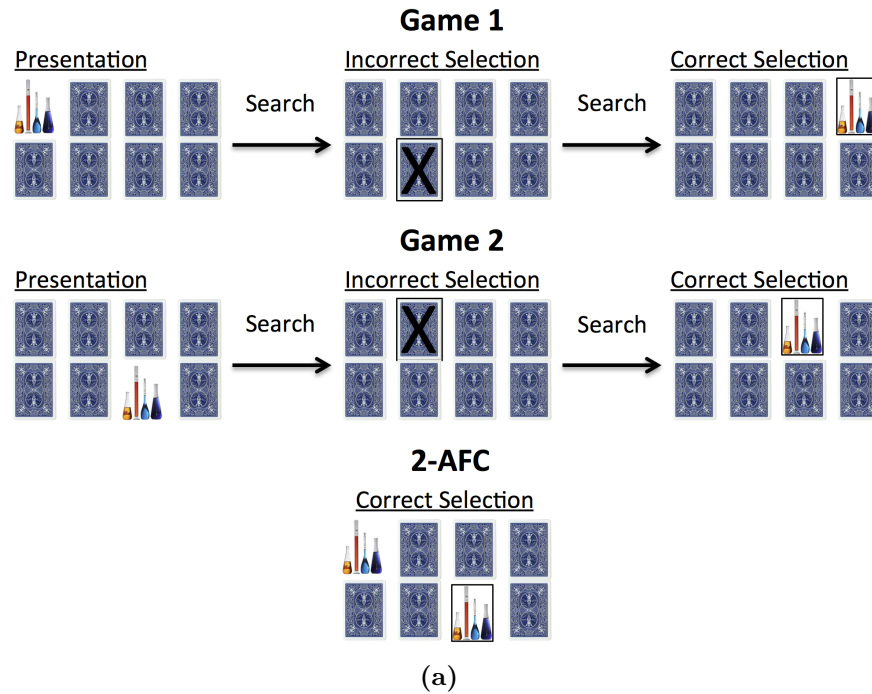 Game 1
Presentation Incorrect Selection Correct Selection
Search Search
X
Game 2
Presentation Incorrect Selection Correct Selection
Search Search
X
2-AFC
Correct Selection
(a)